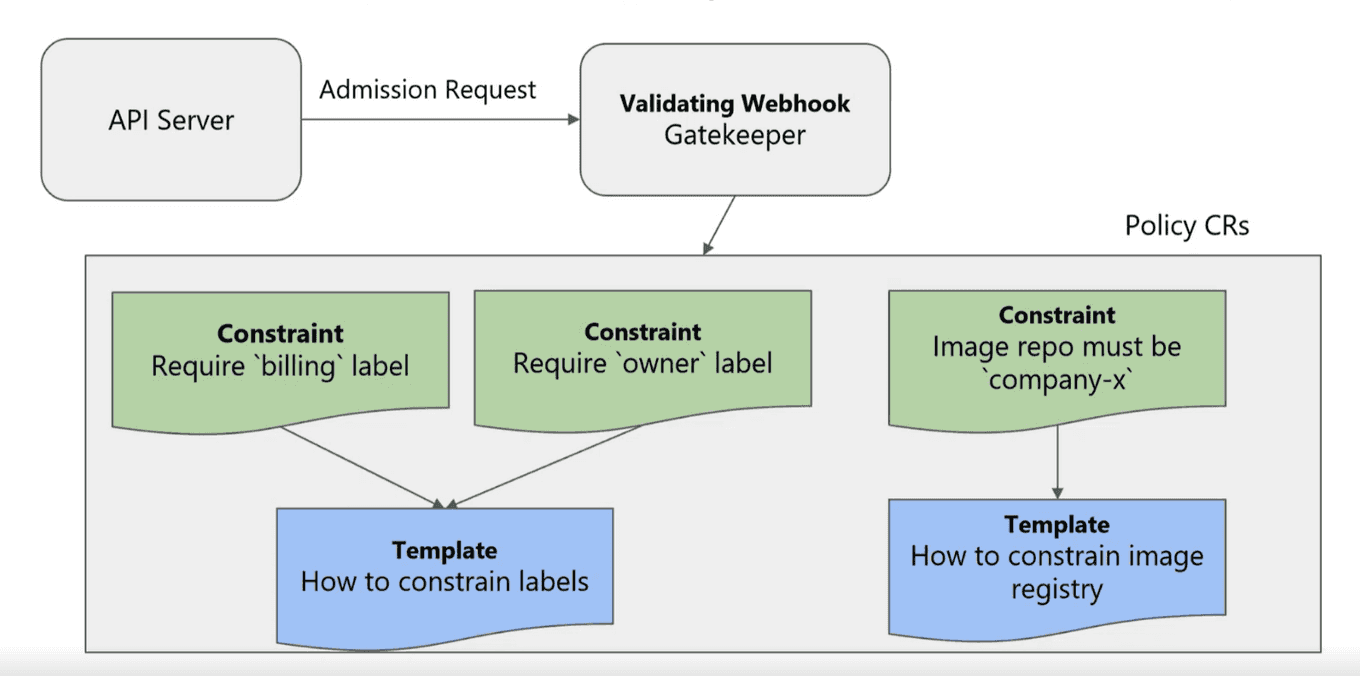 API Server
Admission Request
Validating Webhook
Gatekeeper
Policy CRs
Constraint
Require `billing` label
Constraint
Require `owner` label
Constraint
Image repo must be
`company-x`
Template
How to constrain labels
Template
How to constrain image
registry